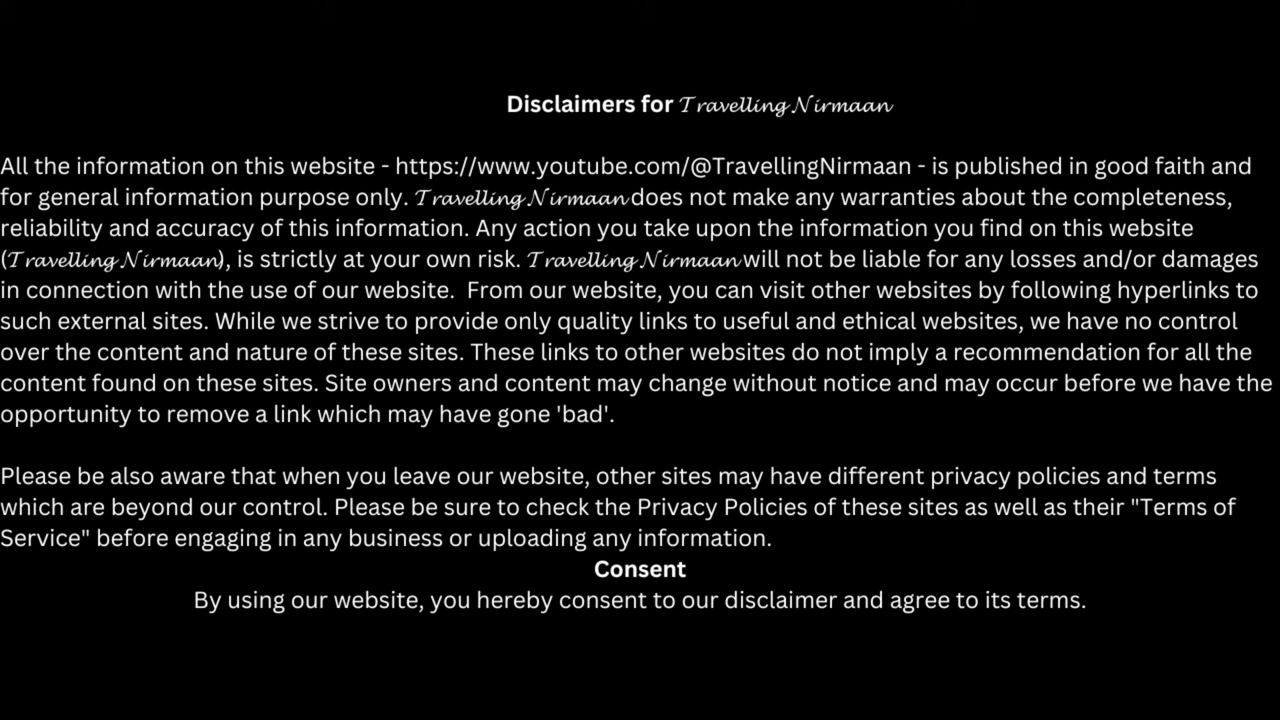 Disclaimers for 𝓣𝓻𝓪𝓿𝓮𝓵𝓵𝓲𝓷𝓰 𝓝𝓲𝓻𝓶𝓪𝓪𝓷
All the information on this website - https://www.youtube.com/@TravellingNirmaan - is published in good faith and
for general information purpose only. 𝓣𝓻𝓪𝓿𝓮𝓵𝓵𝓲𝓷𝓰 𝓝𝓲𝓻𝓶𝓪𝓪𝓷 does not make any warranties about the completeness,
reliability and accuracy of this information. Any action you take upon the information you find on this website
(𝓣𝓻𝓪𝓿𝓮𝓵𝓵𝓲𝓷𝓰 𝓝𝓲𝓻𝓶𝓪𝓪𝓷), is strictly at your own risk. 𝓣𝓻𝓪𝓿𝓮𝓵𝓵𝓲𝓷𝓰 𝓝𝓲𝓻𝓶𝓪𝓪𝓷 will not be liable for any losses and/or damages
in connection with the use of our website.  From our website, you can visit other websites by following hyperlinks to
such external sites. While we strive to provide only quality links to useful and ethical websites, we have no control
over the content and nature of these sites. These links to other websites do not imply a recommendation for all the
content found on these sites. Site owners and content may change without notice and may occur before we have the
opportunity to remove a link which may have gone 'bad'.
Please be also aware that when you leave our website, other sites may have different privacy policies and terms
which are beyond our control. Please be sure to check the Privacy Policies of these sites as well as their "Terms of
Service" before engaging in any business or uploading any information.
Consent
By using our website, you hereby consent to our disclaimer and agree to its terms.